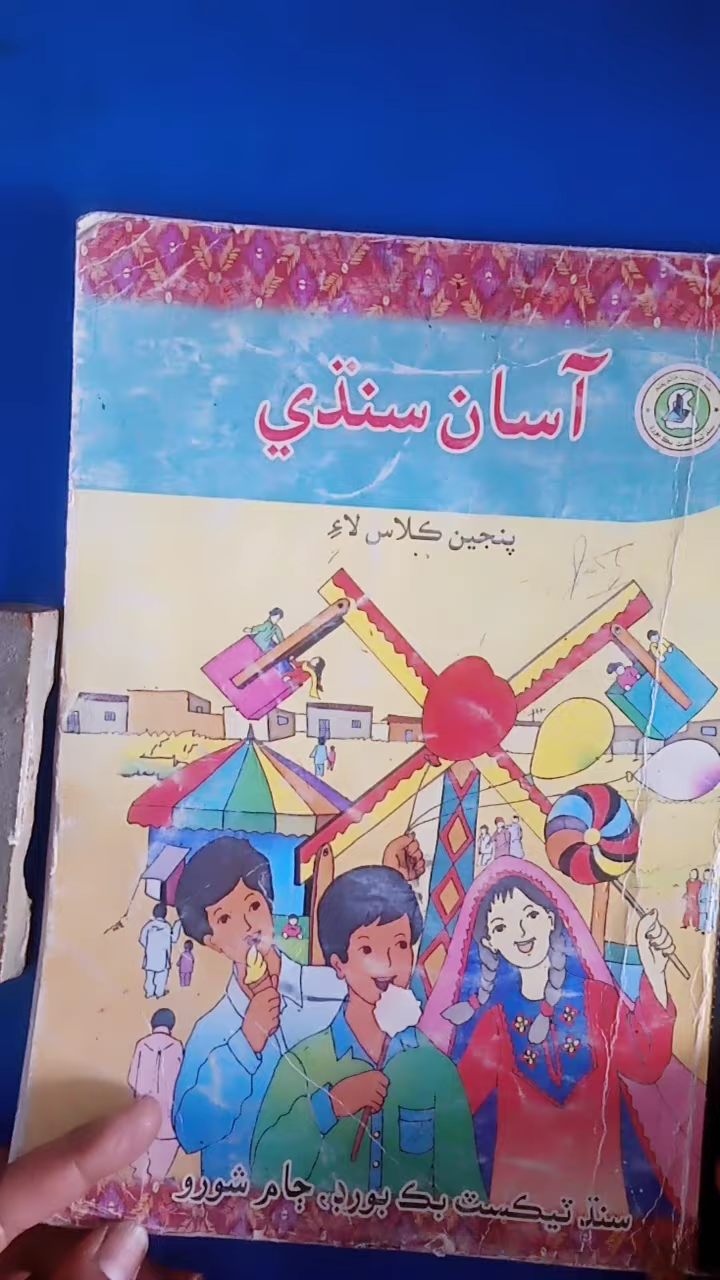 آسان سنڌي
پنجين ڪلاس لاءِ
سنڌ ٽيڪسٽ بڪ بورڊ، ڄام شورو